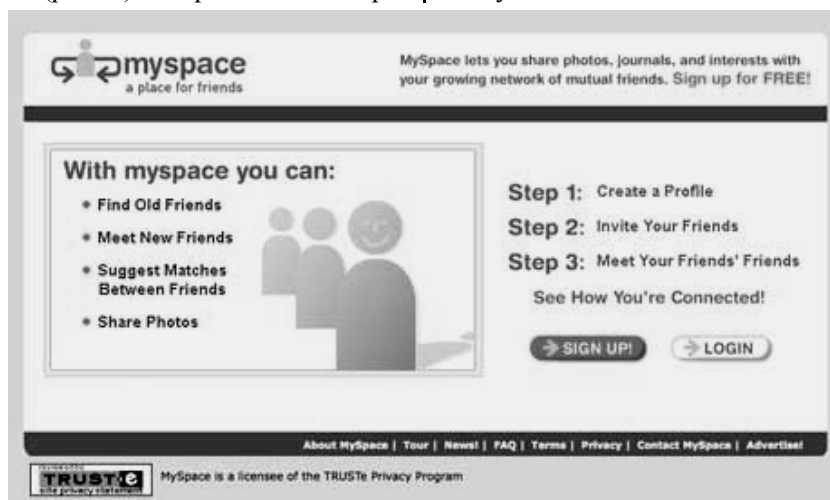 myspace
a place for friends
MySpace lets you share photos, journals, and interests with
your growing network of mutual friends. Sign up for FREE!
With myspace you can:
Find Old Friends
Meet New Friends
Suggest Matches
Between Friends
Share Photos
Step 1: Create a Profile
Step 2: Invite Your Friends
Step 3: Meet Your Friends' Friends
See How You're Connected!
SIGN UP!
LOGIN
About MySpace | Tour | News! | FAQ | Terms | Privacy | Contact MySpace | Advertise!
TRUSTe
site privacy statement
MySpace is a licensee of the TRUSTe Privacy Program